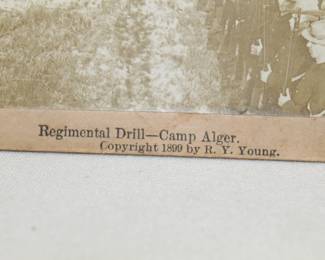 Regimental Drill—Camp Alger.
Copyright 1899 by R. Y. Young.